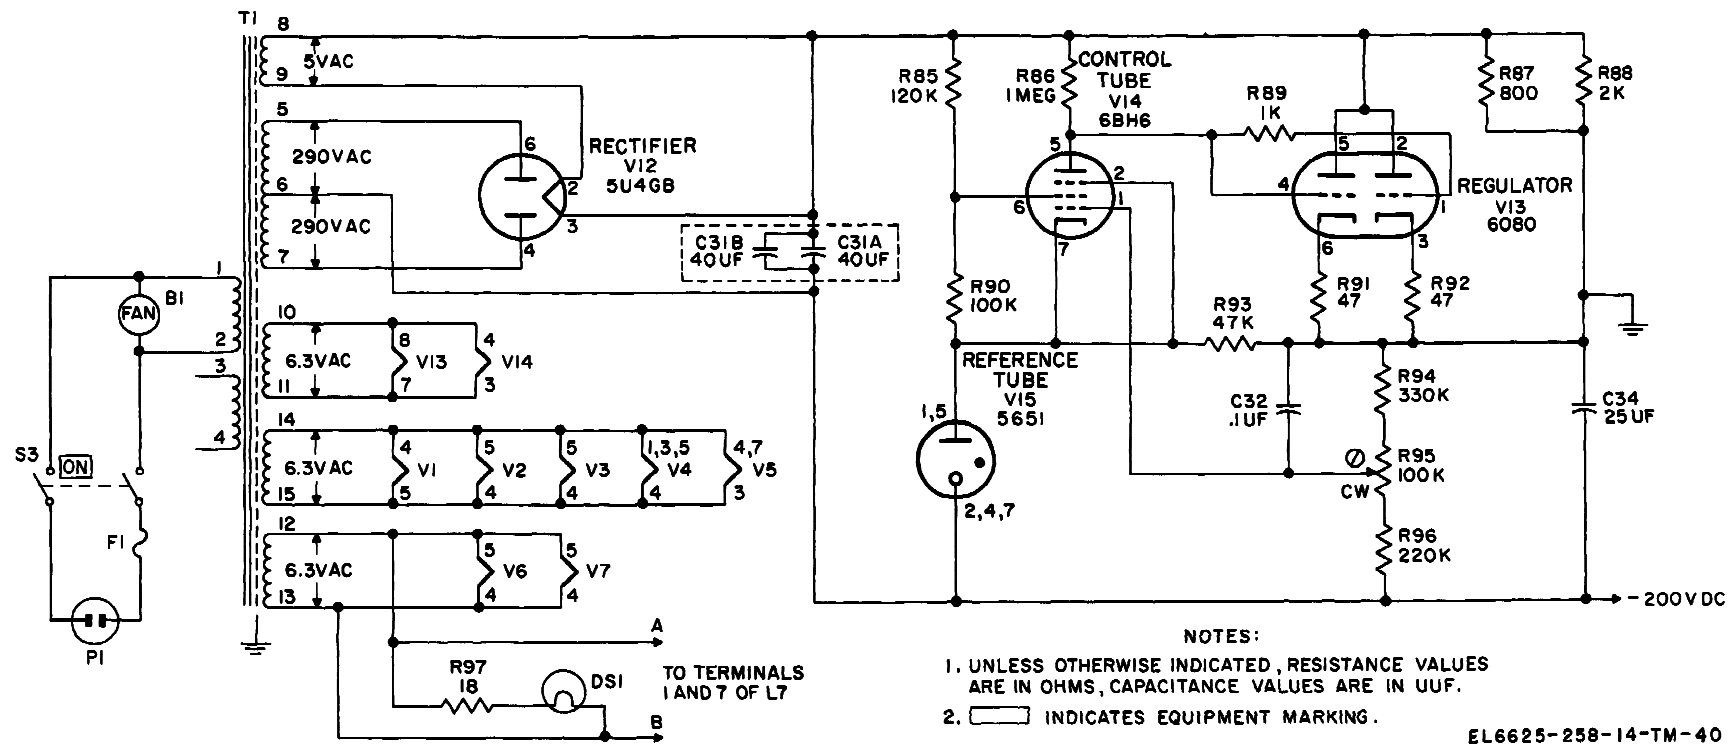 T1
8
5VAC
9
5
290VAC
6
290VAC
7
6
RECTIFIER
V12
5U4GB
2
3
4
C31B
40UF
C31A
40UF
1
B1
FAN
2
3
4
10
6.3VAC
11
8
V13
7
4
V14
3
14
6.3VAC
15
4
V1
5
5
V2
4
5
V3
4
1,3,5
V4
4
4,7
V5
3
12
6.3VAC
13
5
V6
4
5
V7
4
S3
ON
F1
P1
A
R97
18
DS1
TO TERMINALS
1 AND 7 OF L7
B
R85
120K
R86
1MEG
CONTROL
TUBE
V14
6BH6
R89
1K
R87
800
R88
2K
5
2
1
6
7
5
2
4
1
6
3
REGULATOR
V13
6080
R90
100K
R93
47K
R91
47
R92
47
REFERENCE
TUBE
V15
5651
1,5
2,4,7
C32
.1UF
R94
330K
R95
100K
CW
R96
220K
C34
25UF
-200VDC
NOTES:
1. UNLESS OTHERWISE INDICATED, RESISTANCE VALUES
ARE IN OHMS, CAPACITANCE VALUES ARE IN UUF.
2. INDICATES EQUIPMENT MARKING.
EL6625-258-14-TM-40